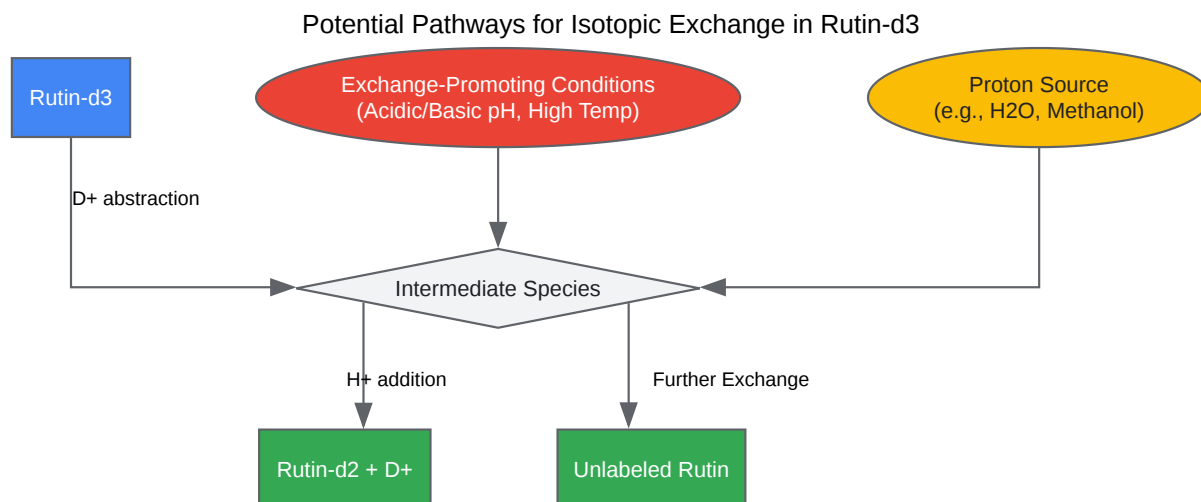 Potential Pathways for Isotopic Exchange in Rutin-d3
Rutin-d3
Exchange-Promoting Conditions
(Acidic/Basic pH, High Temp)
Proton Source
(e.g., H2O, Methanol)
D+ abstraction
Intermediate Species
H+ addition
Further Exchange
Rutin-d2 + D+
Unlabeled Rutin